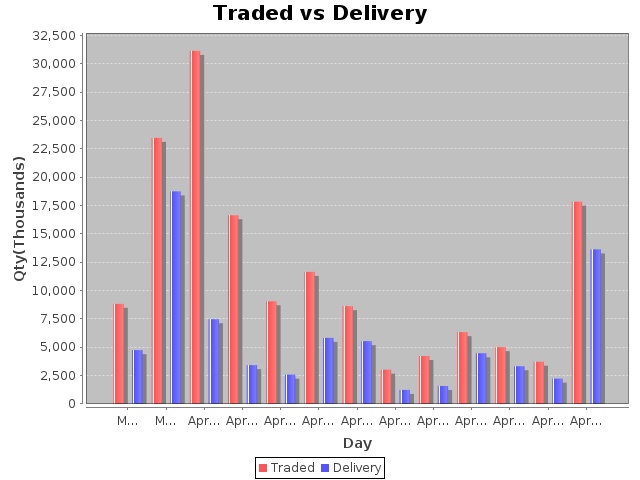 Traded vs Delivery
32,500
30,000
27,500
25,000
22,500
20,000
17,500
15,000
12,500
10,000
7,500
5,000
2,500
0
Qty(Thousands)
M... M... Apr... Apr... Apr... Apr... Apr... Apr... Apr... Apr... Apr... Apr... Apr...
Day
Traded Delivery